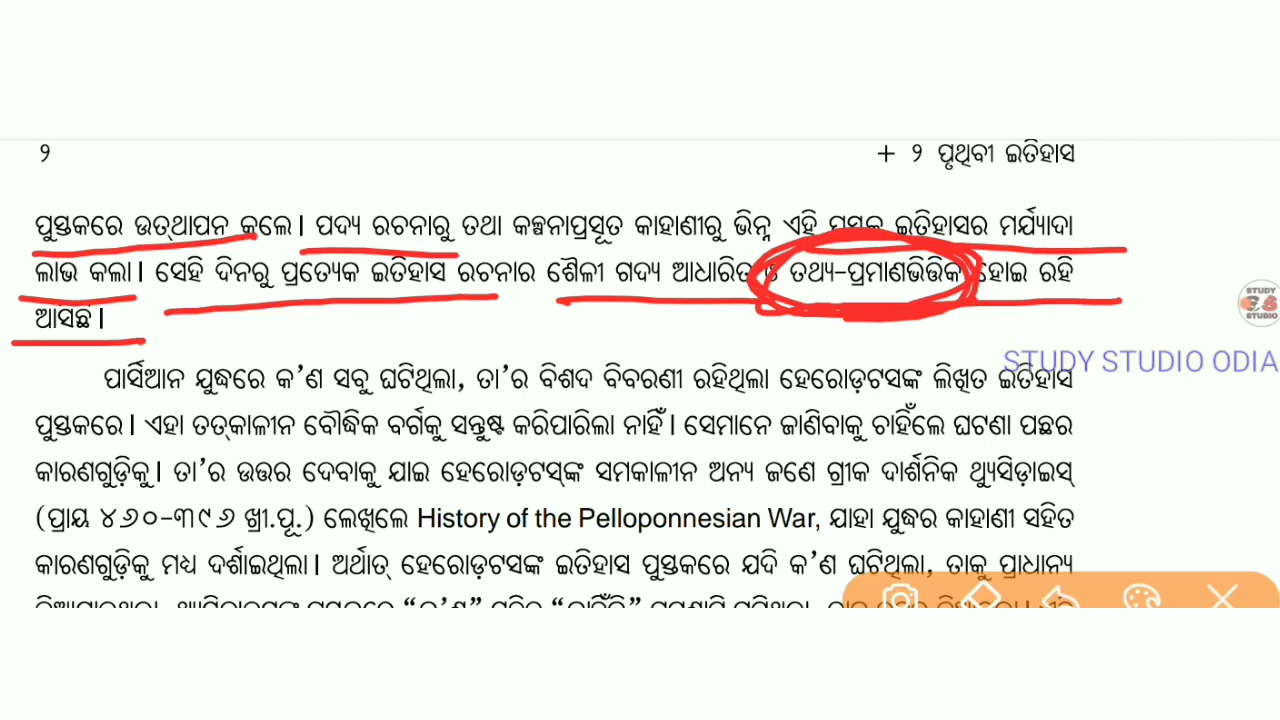 ୨ + ୨ ପୃଥିବୀ ଇତିହାସ
ପୁସ୍ତକରେ ଉତ୍‌ଥାପନ କଲେ। ପଦ୍ୟ ରଚନାରୁ ତଥା କଳ୍ପନାପ୍ରସୂତ କାହାଣୀରୁ ଭିନ୍ନ ଏହି ପୁସ୍ତକ ଇତିହାସର ମର୍ଯ୍ୟାଦା
ଲାଭ କଲା। ସେହି ଦିନରୁ ପ୍ରତ୍ୟେକ ଇତିହାସ ରଚନାର ଶୈଳୀ ଗଦ୍ୟ ଆଧାରିତ ଓ ତଥ୍ୟ-ପ୍ରମାଣଭିତ୍ତିକ ହୋଇ ରହି
ଆସିଛି।
STUDY STUDIO
STUDY STUDIO ODIA
ପାର୍ସିଆନ ଯୁଦ୍ଧରେ କ’ଣ ସବୁ ଘଟିଥିଲା, ତା’ର ବିଶଦ ବିବରଣୀ ରହିଥିଲା ହେରୋଡ଼ଟସଙ୍କ ଲିଖିତ ଇତିହାସ
ପୁସ୍ତକରେ। ଏହା ତତ୍‌କାଳୀନ ବୌଦ୍ଧିକ ବର୍ଗକୁ ସନ୍ତୁଷ୍ଟ କରିପାରିଲା ନାହିଁ। ସେମାନେ ଜାଣିବାକୁ ଚାହିଁଲେ ଘଟଣା ପଛର
କାରଣଗୁଡ଼ିକୁ। ତା’ର ଉତ୍ତର ଦେବାକୁ ଯାଇ ହେରୋଡ଼ଟସ୍‌ଙ୍କ ସମକାଳୀନ ଅନ୍ୟ ଜଣେ ଗ୍ରୀକ ଦାର୍ଶନିକ ଥ୍ୟୁସିଡ଼ାଇସ୍
(ପ୍ରାୟ ୪୬୦-୩୯୬ ଖ୍ରୀ.ପୂ.) ଲେଖିଲେ History of the Pelloponnesian War, ଯାହା ଯୁଦ୍ଧର କାହାଣୀ ସହିତ
କାରଣଗୁଡ଼ିକୁ ମଧ୍ୟ ଦର୍ଶାଇଥିଲା। ଅର୍ଥାତ୍ ହେରୋଡ଼ଟସଙ୍କ ଇତିହାସ ପୁସ୍ତକରେ ଯଦି କ’ଣ ଘଟିଥିଲା, ତାକୁ ପ୍ରାଧାନ୍ୟ